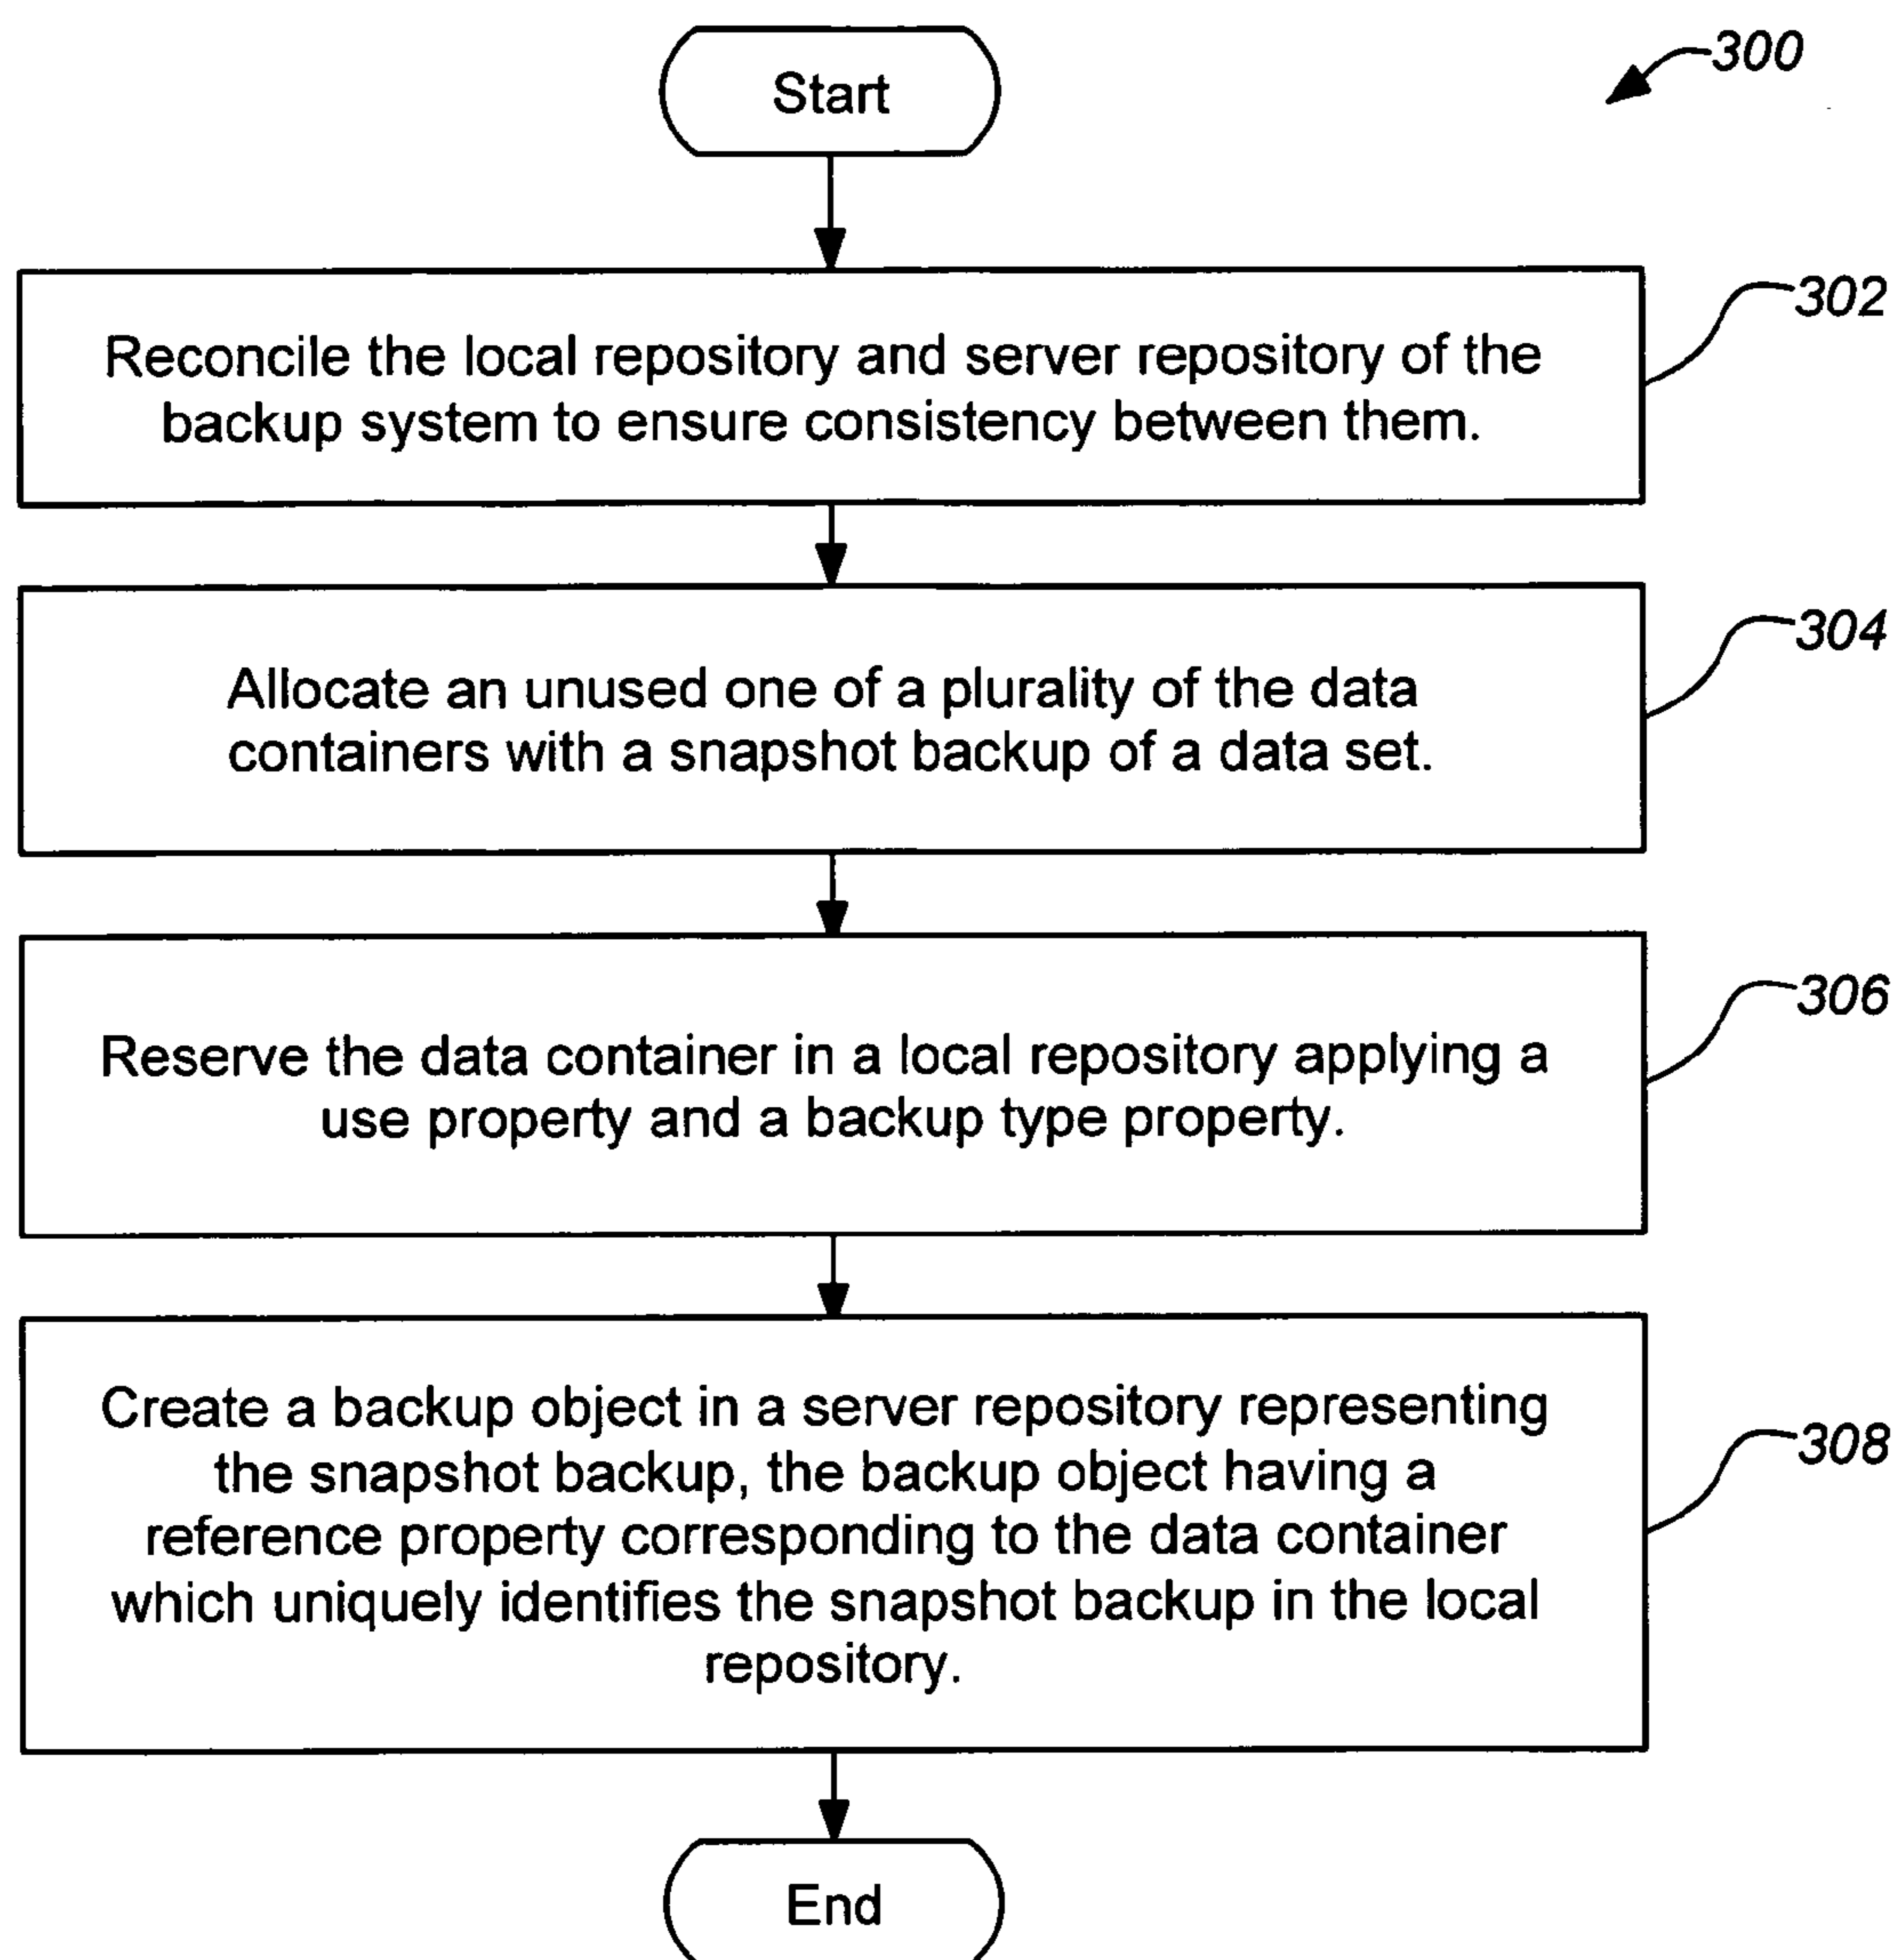 Start
300
Reconcile the local repository and server repository of the
backup system to ensure consistency between them.
302
Allocate an unused one of a plurality of the data
containers with a snapshot backup of a data set.
304
Reserve the data container in a local repository applying a
use property and a backup type property.
306
Create a backup object in a server repository representing
the snapshot backup, the backup object having a
reference property corresponding to the data container
which uniquely identifies the snapshot backup in the local
repository.
308
End